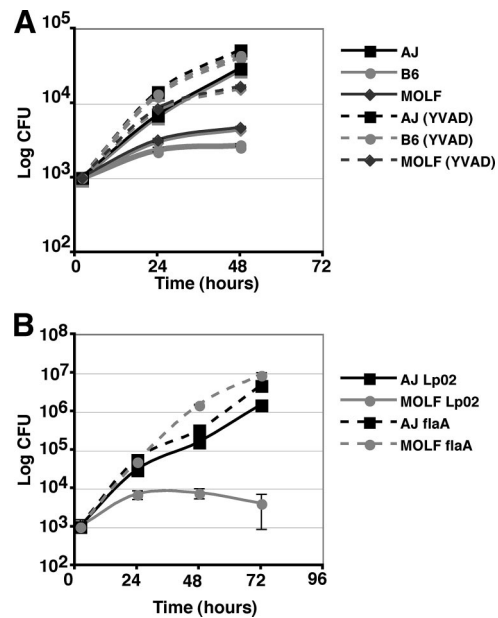 A
10^5
10^4
10^3
10^2
Log CFU
0 24 48 72
Time (hours)
AJ
B6
MOLF
AJ (YVAD)
B6 (YVAD)
MOLF (YVAD)
B
10^8
10^7
10^6
10^5
10^4
10^3
10^2
Log CFU
0 24 48 72 96
Time (hours)
AJ Lp02
MOLF Lp02
AJ flaA
MOLF flaA